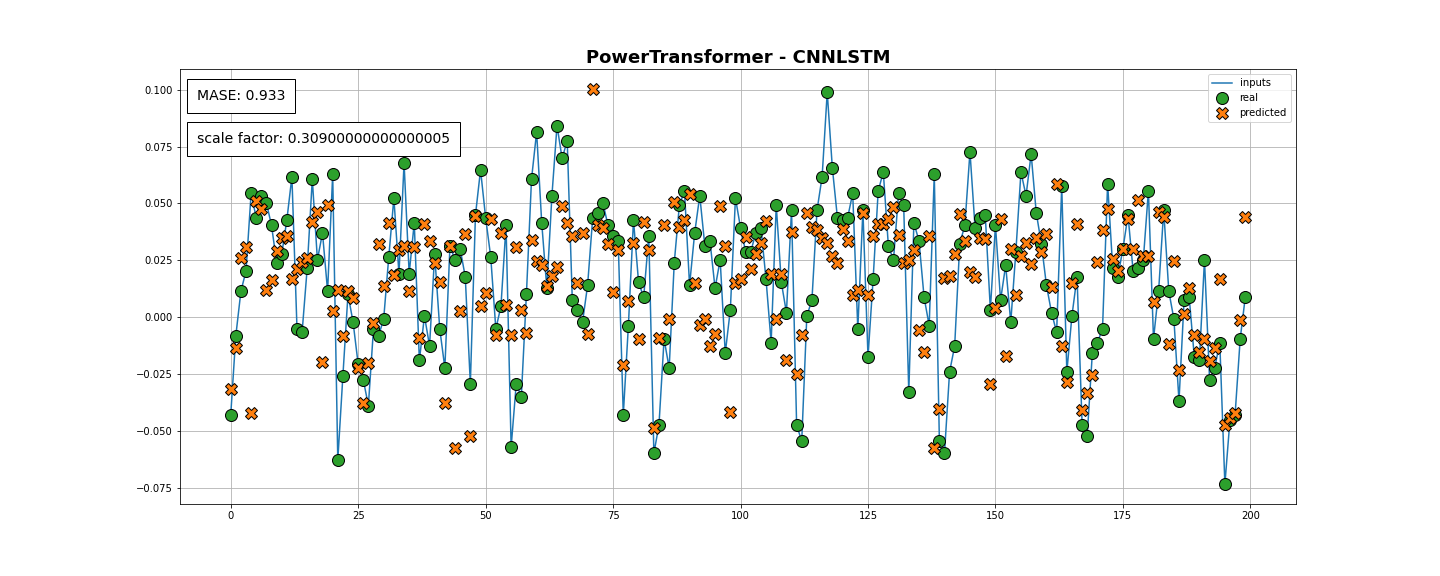 PowerTransformer - CNNLSTM
MASE: 0.933
scale factor: 0.30900000000000005
inputs
real
predicted
0.100
0.075
0.050
0.025
0.000
−0.025
−0.050
−0.075
0 25 50 75 100 125 150 175 200